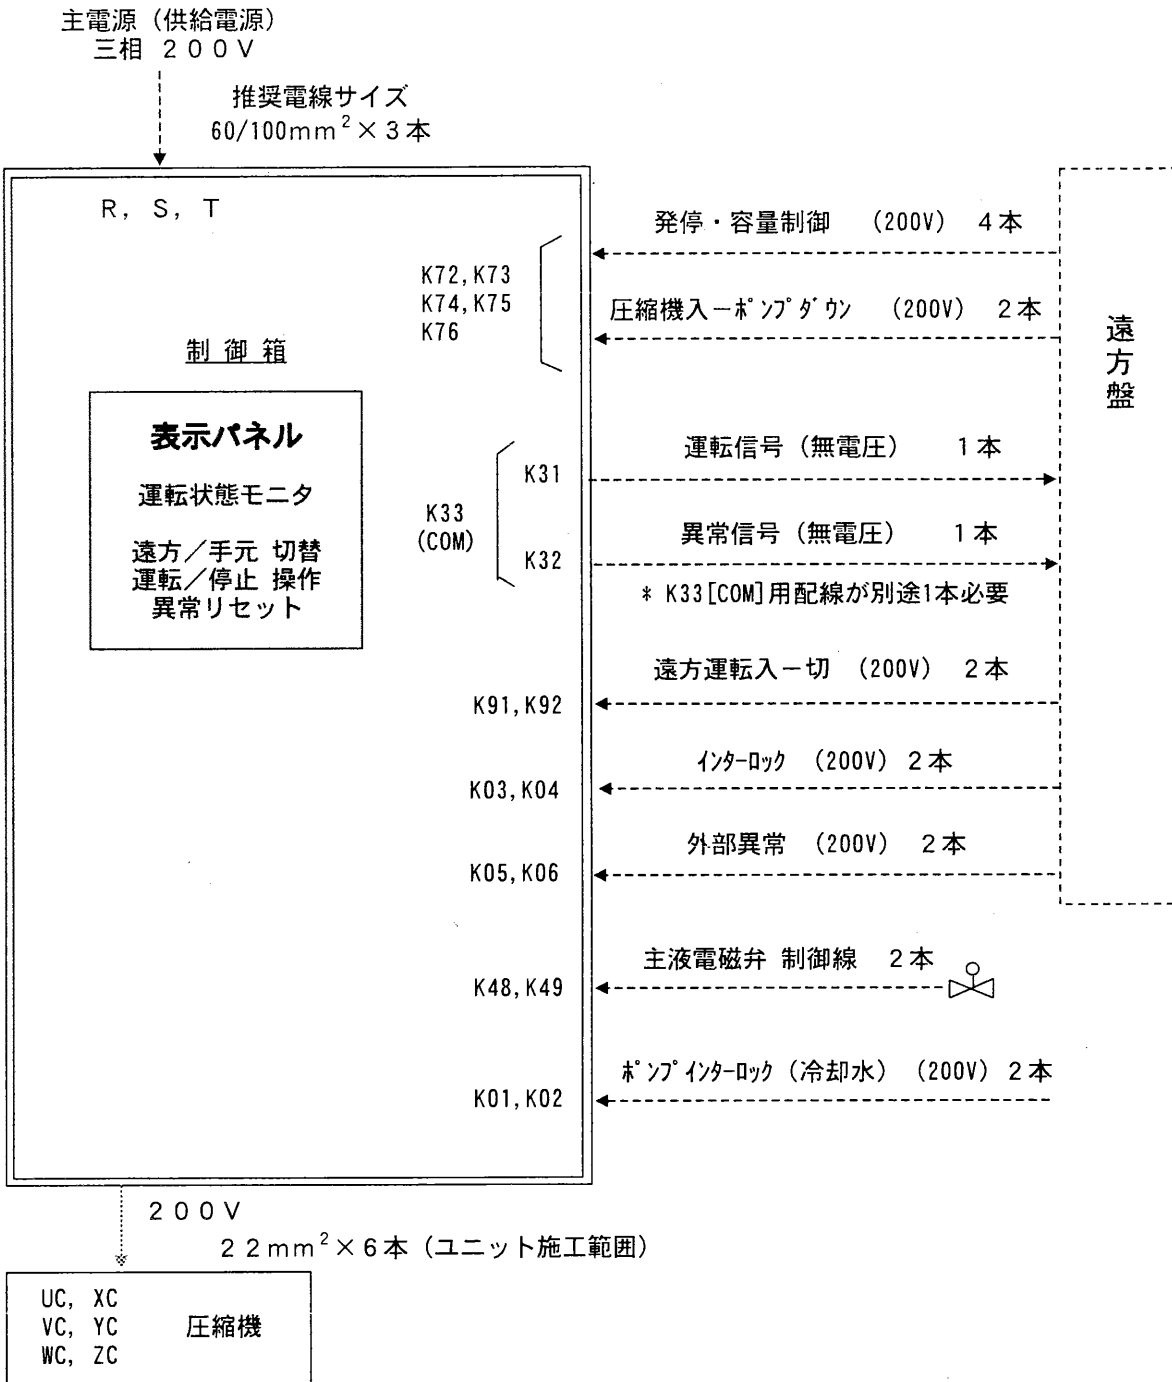 主電源（供給電源）
三相 ２００Ｖ
推奨電線サイズ
60/100mm²×３本
Ｒ，Ｓ，Ｔ
K72,K73
K74,K75
K76
制御箱
表示パネル
運転状態モニタ
遠方／手元 切替
運転／停止 操作
異常リセット
K31
K33
(COM)
K32
K91,K92
K03,K04
K05,K06
K48,K49
K01,K02
発停・容量制御 （200V） ４本
圧縮機入－ﾎﾟﾝﾌﾟﾀﾞｳﾝ （200V） ２本
運転信号（無電圧） １本
異常信号（無電圧） １本
* K33[COM]用配線が別途1本必要
遠方運転入－切 （200V） ２本
ｲﾝﾀｰﾛｯｸ （200V） ２本
外部異常 （200V） ２本
主液電磁弁 制御線 ２本
ﾎﾟﾝﾌﾟｲﾝﾀｰﾛｯｸ（冷却水）（200V） ２本
遠方盤
２００Ｖ
２２mm²×６本（ユニット施工範囲）
UC, XC
VC, YC
WC, ZC
圧縮機